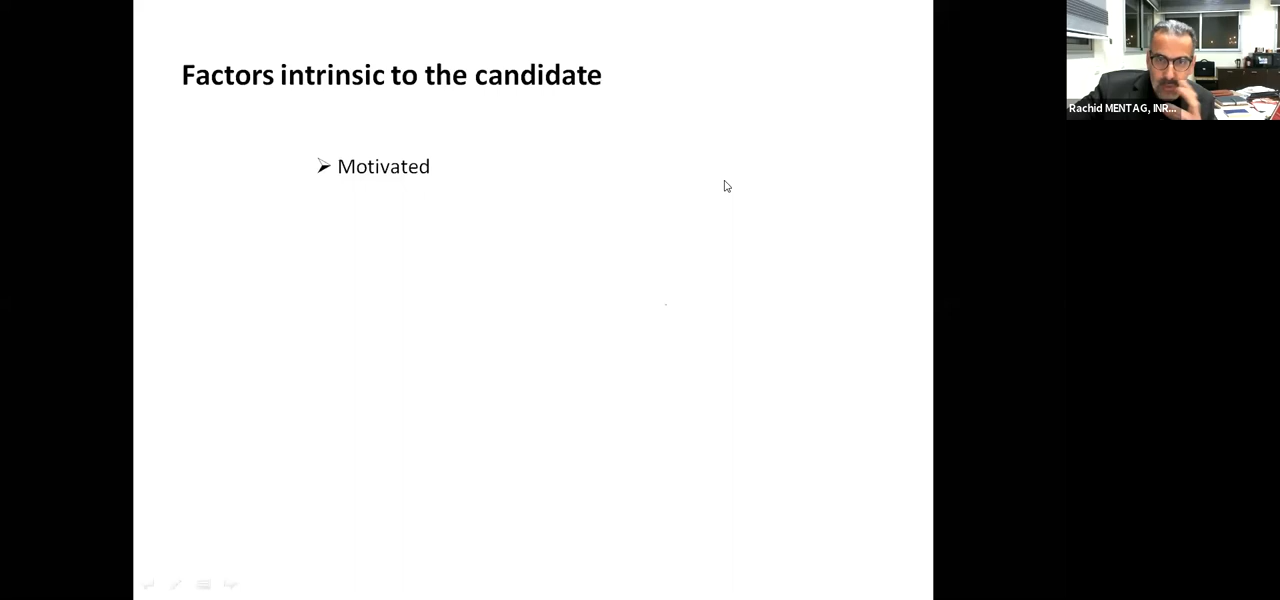 Factors intrinsic to the candidate
Motivated
Rachid MENTAG, INR...